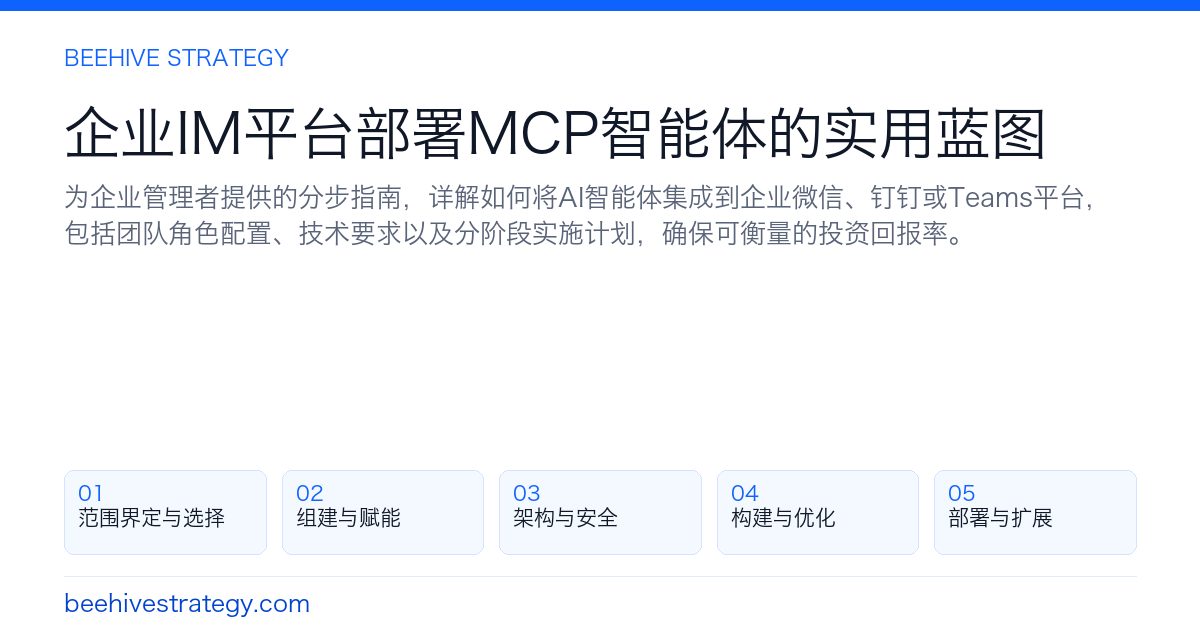 BEEHIVE STRATEGY
企业IM平台部署MCP智能体的实用蓝图
为企业管理者提供的分步指南，详解如何将AI智能体集成到企业微信、钉钉或Teams平台，
包括团队角色配置、技术要求以及分阶段实施计划，确保可衡量的投资回报率。
01
范围界定与选择
02
组建与赋能
03
架构与安全
04
构建与优化
05
部署与扩展
beehivestrategy.com